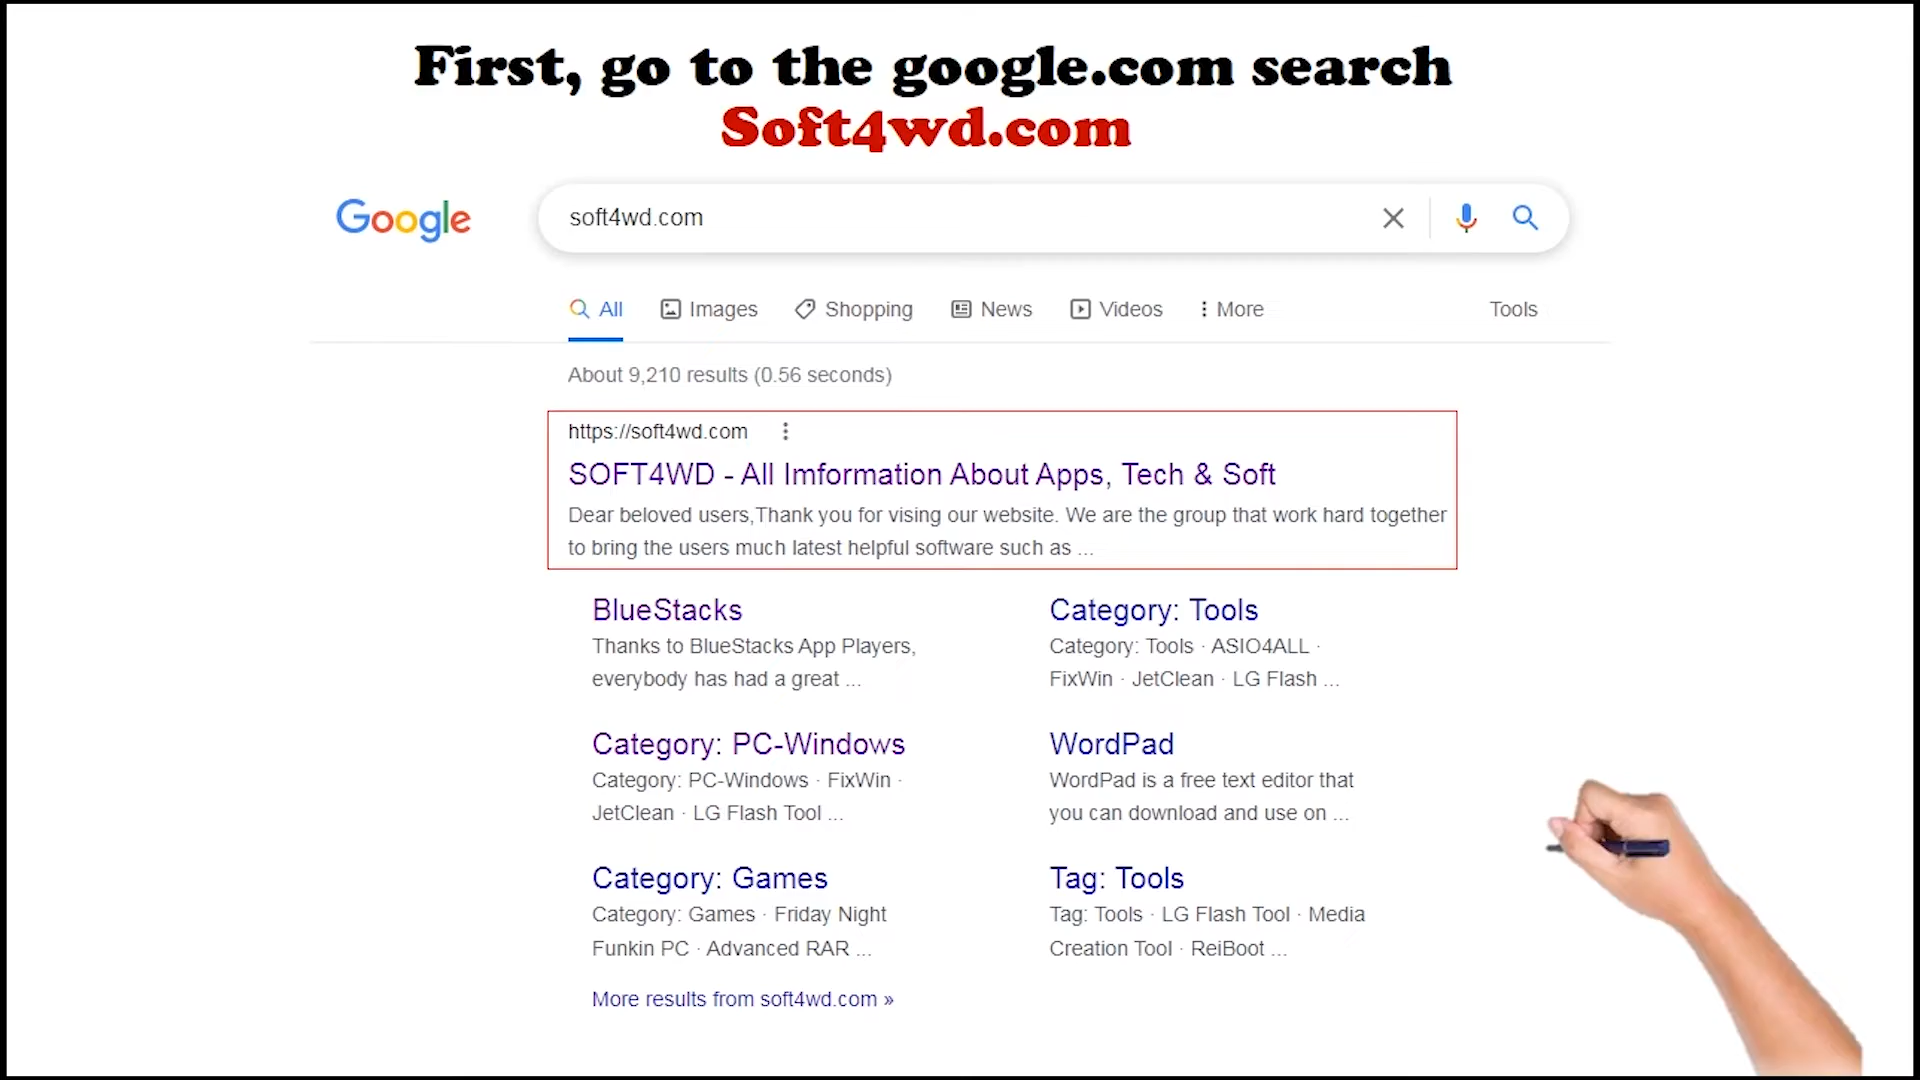 First, go to the google.com search
Soft4wd.com
Google
soft4wd.com
All Images Shopping News Videos More Tools
About 9,210 results (0.56 seconds)
https://soft4wd.com
SOFT4WD - All Imformation About Apps, Tech & Soft
Dear beloved users,Thank you for vising our website. We are the group that work hard together
to bring the users much latest helpful software such as ...
BlueStacks
Thanks to BlueStacks App Players,
everybody has had a great ...
Category: Tools
Category: Tools · ASIO4ALL ·
FixWin · JetClean · LG Flash ...
Category: PC-Windows
Category: PC-Windows · FixWin ·
JetClean · LG Flash Tool ...
WordPad
WordPad is a free text editor that
you can download and use on ...
Category: Games
Category: Games · Friday Night
Funkin PC · Advanced RAR ...
Tag: Tools
Tag: Tools · LG Flash Tool · Media
Creation Tool · ReiBoot ...
More results from soft4wd.com »